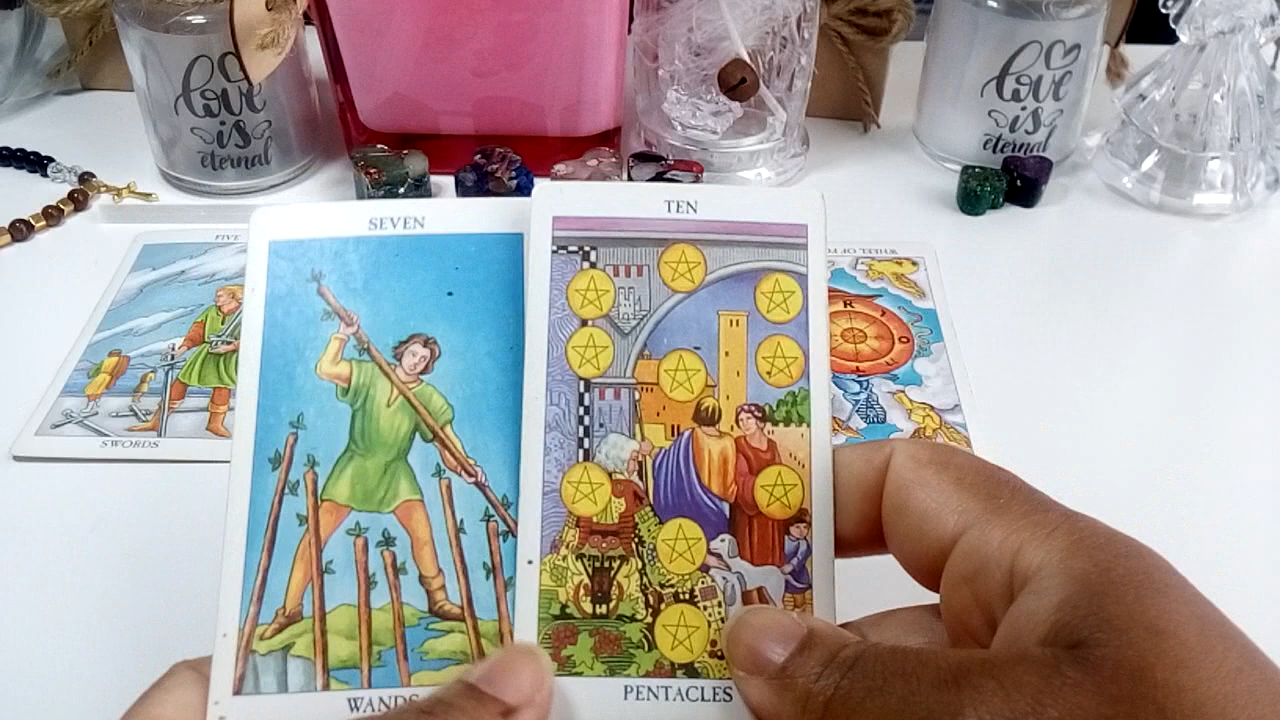 love
is
eternal
love
is
eternal
SEVEN
TEN
FIVE
SWORDS
WANDS
PENTACLES